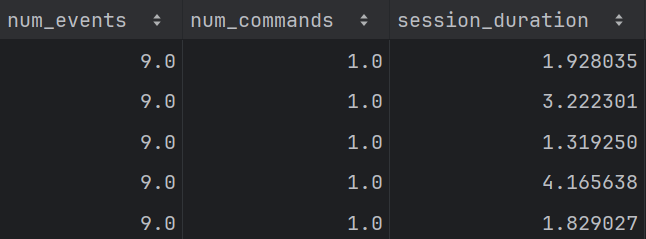 num_events num_commands session_duration
9.0 1.0 1.928035
9.0 1.0 3.222301
9.0 1.0 1.319250
9.0 1.0 4.165638
9.0 1.0 1.829027